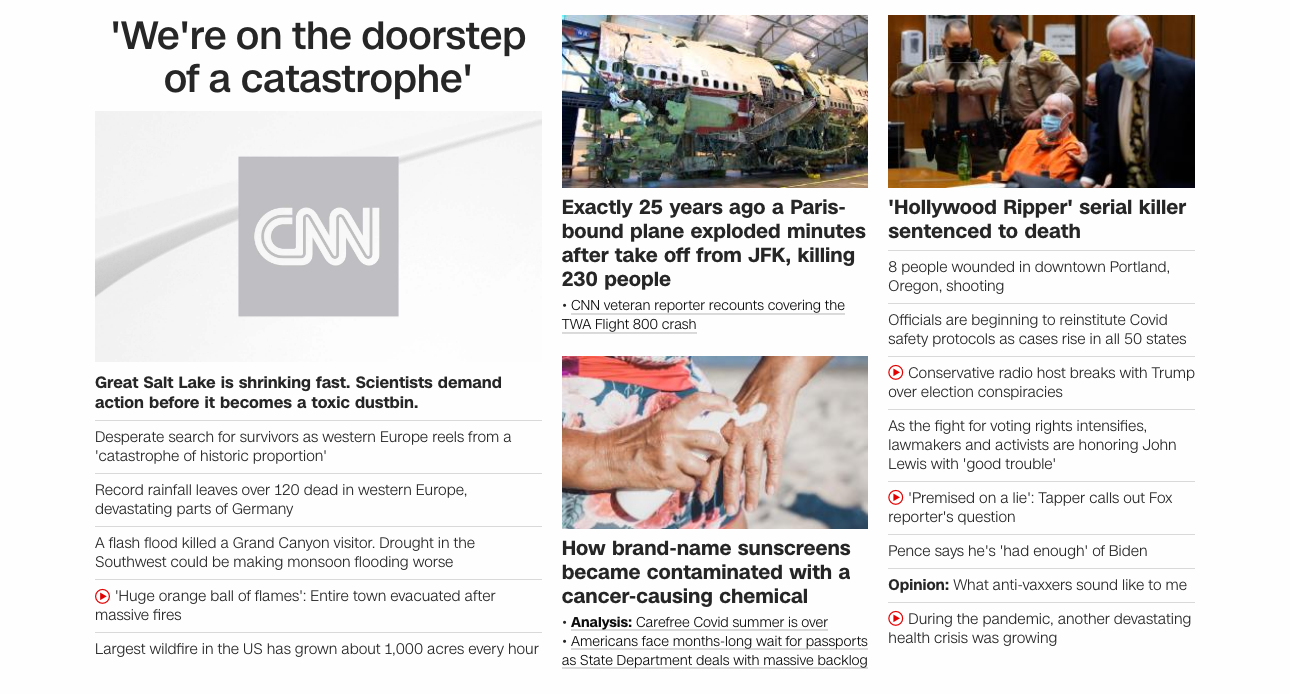 'We're on the doorstep
of a catastrophe'
CNN
Great Salt Lake is shrinking fast. Scientists demand
action before it becomes a toxic dustbin.
Desperate search for survivors as western Europe reels from a
'catastrophe of historic proportion'
Record rainfall leaves over 120 dead in western Europe,
devastating parts of Germany
A flash flood killed a Grand Canyon visitor. Drought in the
Southwest could be making monsoon flooding worse
'Huge orange ball of flames': Entire town evacuated after
massive fires
Largest wildfire in the US has grown about 1,000 acres every hour
Exactly 25 years ago a Paris-
bound plane exploded minutes
after take off from JFK, killing
230 people
• CNN veteran reporter recounts covering the
TWA Flight 800 crash
How brand-name sunscreens
became contaminated with a
cancer-causing chemical
• Analysis: Carefree Covid summer is over
• Americans face months-long wait for passports
as State Department deals with massive backlog
'Hollywood Ripper' serial killer
sentenced to death
8 people wounded in downtown Portland,
Oregon, shooting
Officials are beginning to reinstitute Covid
safety protocols as cases rise in all 50 states
Conservative radio host breaks with Trump
over election conspiracies
As the fight for voting rights intensifies,
lawmakers and activists are honoring John
Lewis with 'good trouble'
'Premised on a lie': Tapper calls out Fox
reporter's question
Pence says he's 'had enough' of Biden
Opinion: What anti-vaxxers sound like to me
During the pandemic, another devastating
health crisis was growing